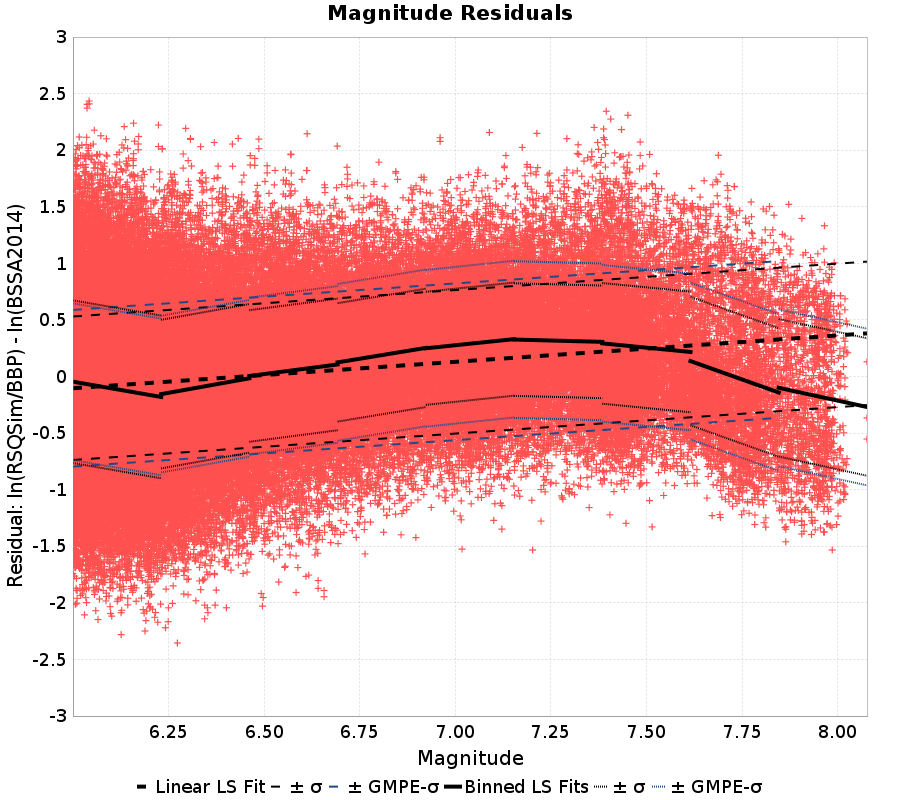 Magnitude Residuals
Residual: ln(RSQSim/BBP) - ln(BSSA2014)
3
2.5
2
1.5
1
0.5
0
-0.5
-1
-1.5
-2
-2.5
-3
6.25 6.50 6.75 7.00 7.25 7.50 7.75 8.00
Magnitude
Linear LS Fit ± σ ± GMPE-σ Binned LS Fits ± σ ± GMPE-σ